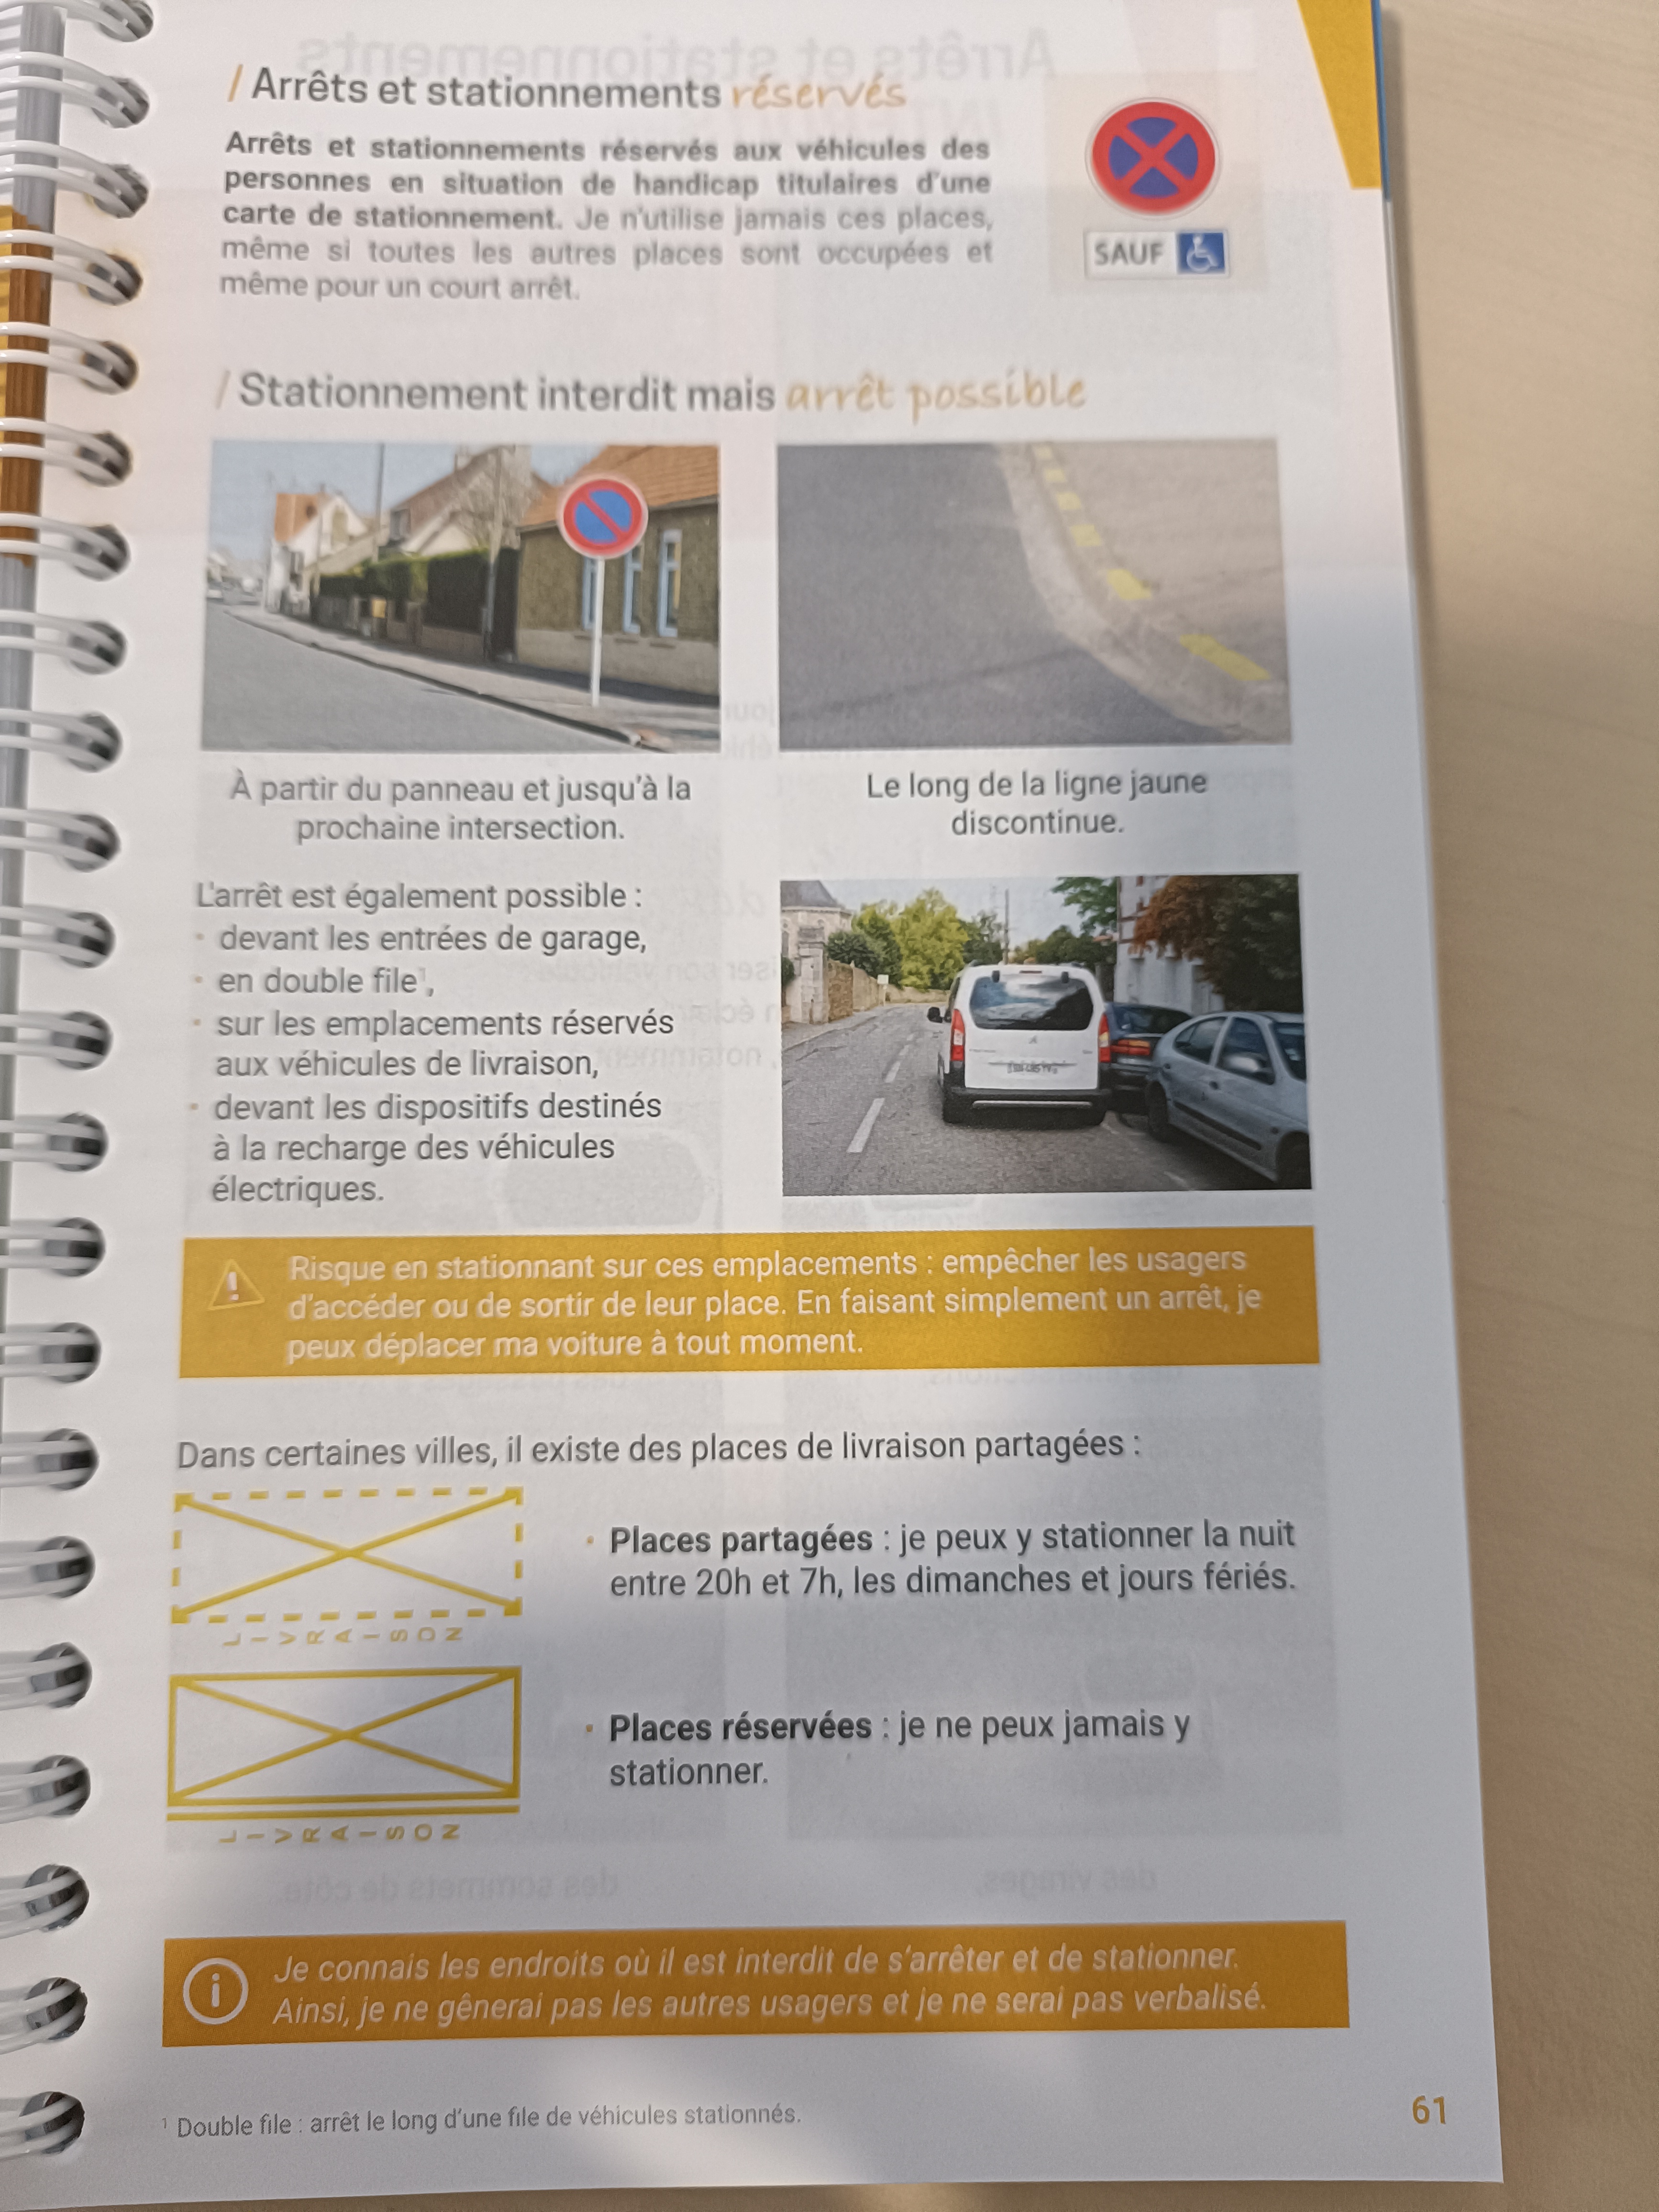 / Arrêts et stationnements réservés
Arrêts et stationnements réservés aux véhicules des
personnes en situation de handicap titulaires d'une
carte de stationnement. Je n'utilise jamais ces places,
même si toutes les autres places sont occupées et
même pour un court arrêt.
SAUF
/ Stationnement interdit mais arrêt possible
À partir du panneau et jusqu'à la
prochaine intersection.
Le long de la ligne jaune
discontinue.
L'arrêt est également possible :
• devant les entrées de garage,
• en double file¹,
• sur les emplacements réservés
aux véhicules de livraison,
• devant les dispositifs destinés
à la recharge des véhicules
électriques.
Risque en stationnant sur ces emplacements : empêcher les usagers
d'accéder ou de sortir de leur place. En faisant simplement un arrêt, je
peux déplacer ma voiture à tout moment.
Dans certaines villes, il existe des places de livraison partagées :
LIVRAISON
• Places partagées : je peux y stationner la nuit
entre 20h et 7h, les dimanches et jours fériés.
LIVRAISON
• Places réservées : je ne peux jamais y
stationner.
Je connais les endroits où il est interdit de s'arrêter et de stationner.
Ainsi, je ne gênerai pas les autres usagers et je ne serai pas verbalisé.
¹ Double file : arrêt le long d'une file de véhicules stationnés.
61